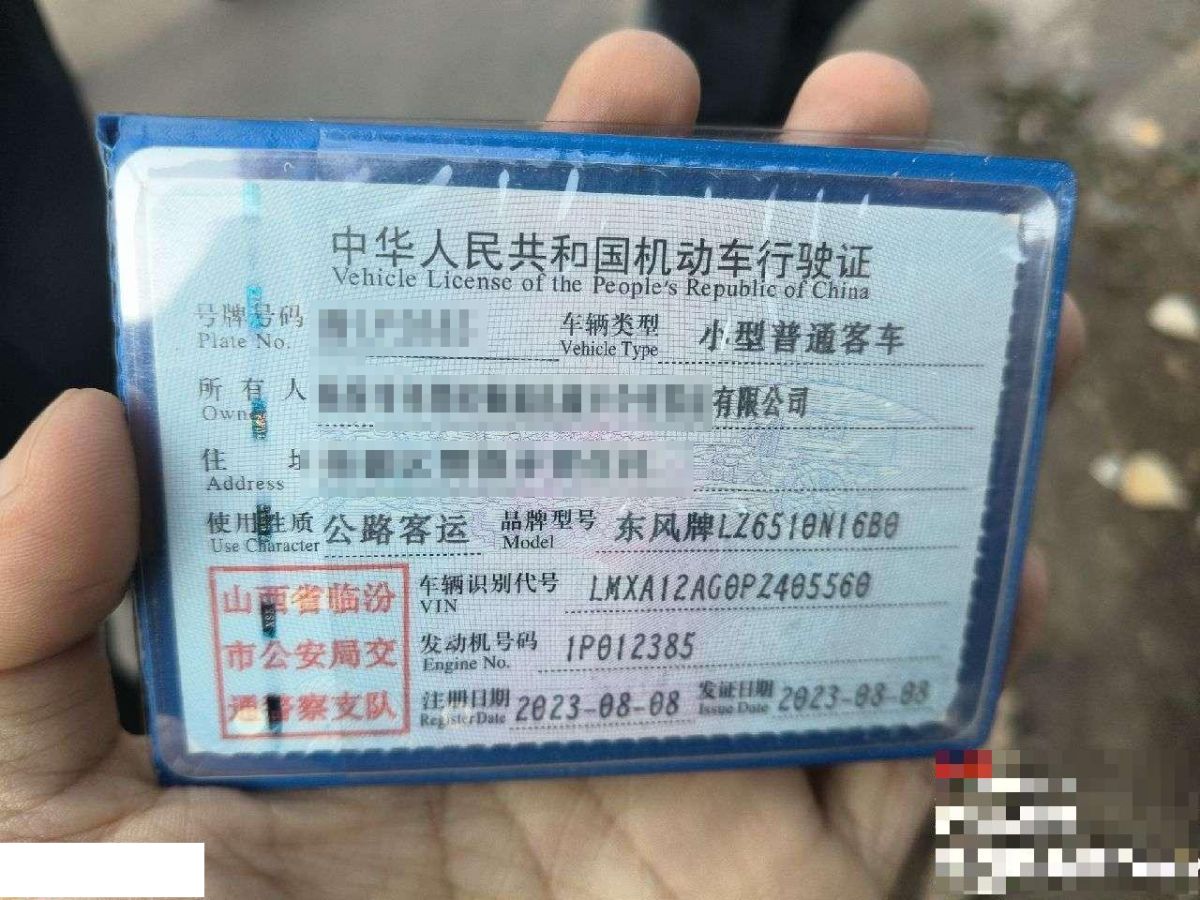 中华人民共和国机动车行驶证
Vehicle License of the People's Republic of China
号牌号码 车辆类型 小型普通客车
Plate No. Vehicle Type
所有人 有限公司
Owner
住址
Address
使用性质 公路客运 品牌型号 东风牌LZ6510N16B0
Use Character Model
山西省临汾
市公安局交
通警察支队
车辆识别代号 LMXA12AG0PZ405560
VIN
发动机号码 1P012385
Engine No.
注册日期 2023-08-08 发证日期 2023-08-08
Register Date Issue Date